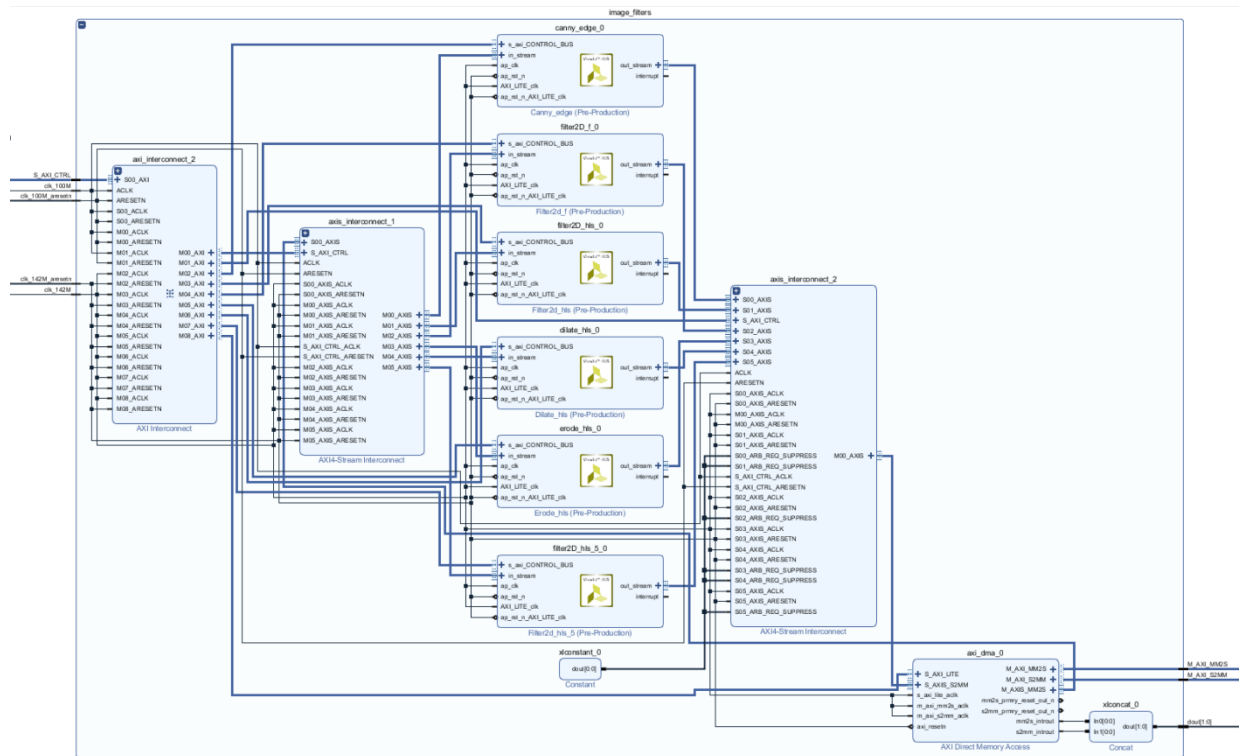 image_filters
canny_edge_0
s_axi_CONTROL_BUS
in_stream
ap_clk
ap_rst_n
AXI_LITE_clk
ap_rst_n_AXI_LITE_clk
out_stream
interrupt
Canny_edge (Pre-Production)
filter2D_f_0
s_axi_CONTROL_BUS
in_stream
ap_clk
ap_rst_n
AXI_LITE_clk
ap_rst_n_AXI_LITE_clk
out_stream
interrupt
Filter2d_f (Pre-Production)
filter2D_hls_0
s_axi_CONTROL_BUS
in_stream
ap_clk
ap_rst_n
AXI_LITE_clk
ap_rst_n_AXI_LITE_clk
out_stream
interrupt
Filter2d_hls (Pre-Production)
dilate_hls_0
s_axi_CONTROL_BUS
in_stream
ap_clk
ap_rst_n
AXI_LITE_clk
ap_rst_n_AXI_LITE_clk
out_stream
interrupt
Dilate_hls (Pre-Production)
erode_hls_0
s_axi_CONTROL_BUS
in_stream
ap_clk
ap_rst_n
AXI_LITE_clk
ap_rst_n_AXI_LITE_clk
out_stream
interrupt
Erode_hls (Pre-Production)
filter2D_hls_5_0
s_axi_CONTROL_BUS
in_stream
ap_clk
ap_rst_n
AXI_LITE_clk
ap_rst_n_AXI_LITE_clk
out_stream
interrupt
Filter2d_hls_5 (Pre-Production)
S_AXI_CTRL
clk_100M
clk_100M_aresetn
clk_142M_aresetn
clk_142M
axi_interconnect_2
S00_AXI
ACLK
ARESETN
S00_ACLK
S00_ARESETN
M00_ACLK
M00_ARESETN
M01_ACLK
M01_ARESETN
M02_ACLK
M02_ARESETN
M03_ACLK
M03_ARESETN
M04_ACLK
M04_ARESETN
M05_ACLK
M05_ARESETN
M06_ACLK
M06_ARESETN
M07_ACLK
M07_ARESETN
M08_ACLK
M08_ARESETN
M00_AXI
M01_AXI
M02_AXI
M03_AXI
M04_AXI
M05_AXI
M06_AXI
M07_AXI
M08_AXI
AXI Interconnect
axis_interconnect_1
S00_AXIS
S_AXI_CTRL
ACLK
ARESETN
S00_AXIS_ACLK
S00_AXIS_ARESETN
M00_AXIS_ACLK
M00_AXIS_ARESETN
M01_AXIS_ACLK
M01_AXIS_ARESETN
S_AXI_CTRL_ACLK
S_AXI_CTRL_ARESETN
M02_AXIS_ACLK
M02_AXIS_ARESETN
M03_AXIS_ACLK
M03_AXIS_ARESETN
M04_AXIS_ACLK
M04_AXIS_ARESETN
M05_AXIS_ACLK
M05_AXIS_ARESETN
M00_AXIS
M01_AXIS
M02_AXIS
M03_AXIS
M04_AXIS
M05_AXIS
AXI4-Stream Interconnect
axis_interconnect_2
S00_AXIS
S01_AXIS
S_AXI_CTRL
S02_AXIS
S03_AXIS
S04_AXIS
S05_AXIS
ACLK
ARESETN
S00_AXIS_ACLK
S00_AXIS_ARESETN
M00_AXIS_ACLK
M00_AXIS_ARESETN
S01_AXIS_ACLK
S01_AXIS_ARESETN
S00_ARB_REQ_SUPPRESS
S01_ARB_REQ_SUPPRESS
S_AXI_CTRL_ACLK
S_AXI_CTRL_ARESETN
S02_AXIS_ACLK
S02_AXIS_ARESETN
S02_ARB_REQ_SUPPRESS
S03_AXIS_ACLK
S03_AXIS_ARESETN
S04_AXIS_ACLK
S04_AXIS_ARESETN
S03_ARB_REQ_SUPPRESS
S04_ARB_REQ_SUPPRESS
S05_AXIS_ACLK
S05_AXIS_ARESETN
S05_ARB_REQ_SUPPRESS
M00_AXIS
AXI4-Stream Interconnect
xlconstant_0
dout[0:0]
Constant
axi_dma_0
S_AXI_LITE
S_AXIS_S2MM
s_axi_lite_aclk
m_axi_mm2s_aclk
m_axi_s2mm_aclk
axi_resetn
M_AXI_MM2S
M_AXI_S2MM
M_AXIS_MM2S
mm2s_prmry_reset_out_n
s2mm_prmry_reset_out_n
mm2s_introut
s2mm_introut
AXI Direct Memory Access
xlconcat_0
In0[0:0]
In1[0:0]
dout[1:0]
Concat
M_AXI_MM2S
M_AXI_S2MM
dout[1:0]